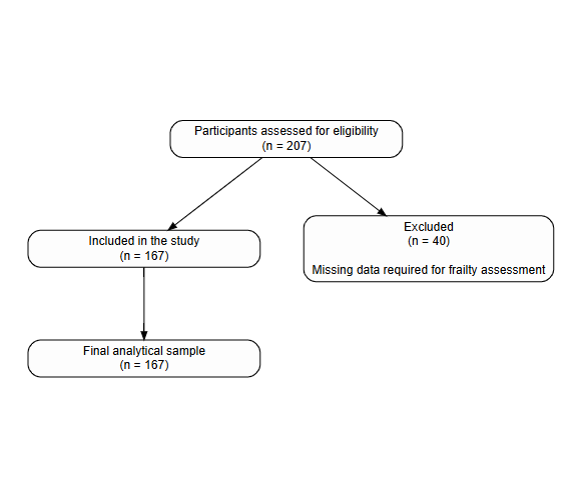 Participants assessed for eligibility
(n = 207)
Included in the study
(n = 167)
Excluded
(n = 40)
Missing data required for frailty assessment
Final analytical sample
(n = 167)